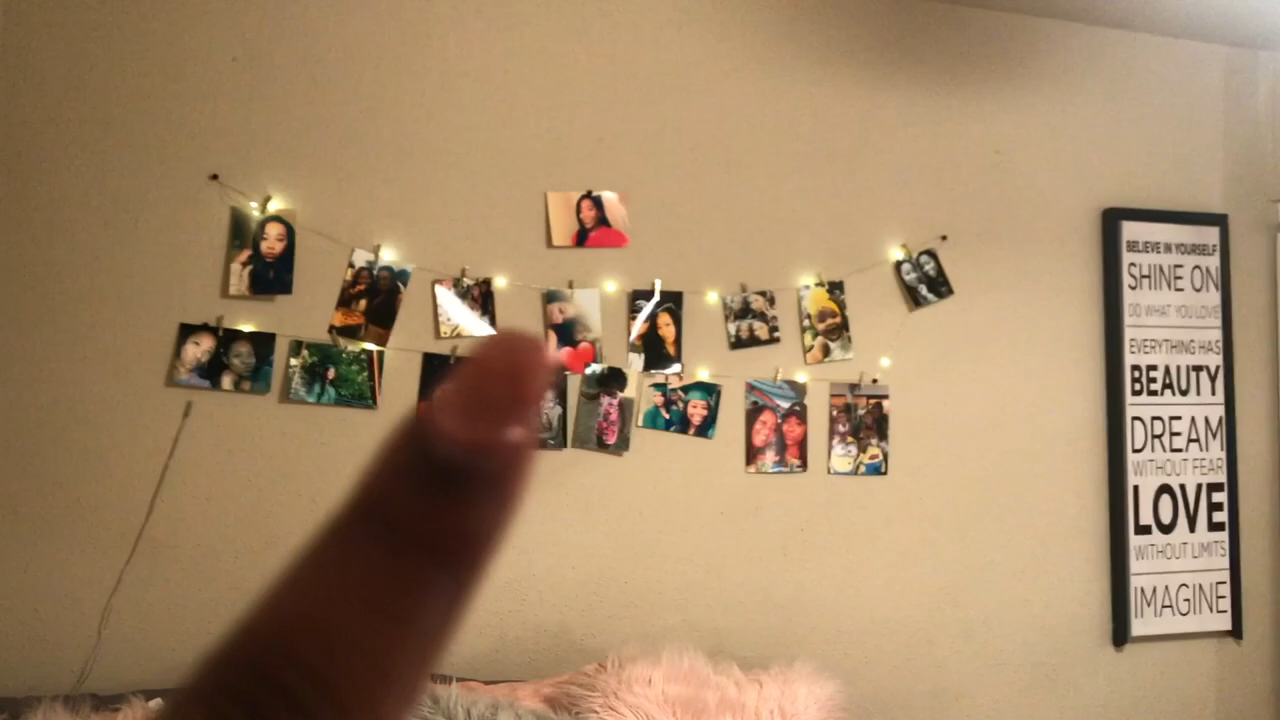 BELIEVE IN YOURSELF
SHINE ON
DO WHAT YOU LOVE
EVERYTHING HAS
BEAUTY
DREAM
WITHOUT FEAR
LOVE
WITHOUT LIMITS
IMAGINE